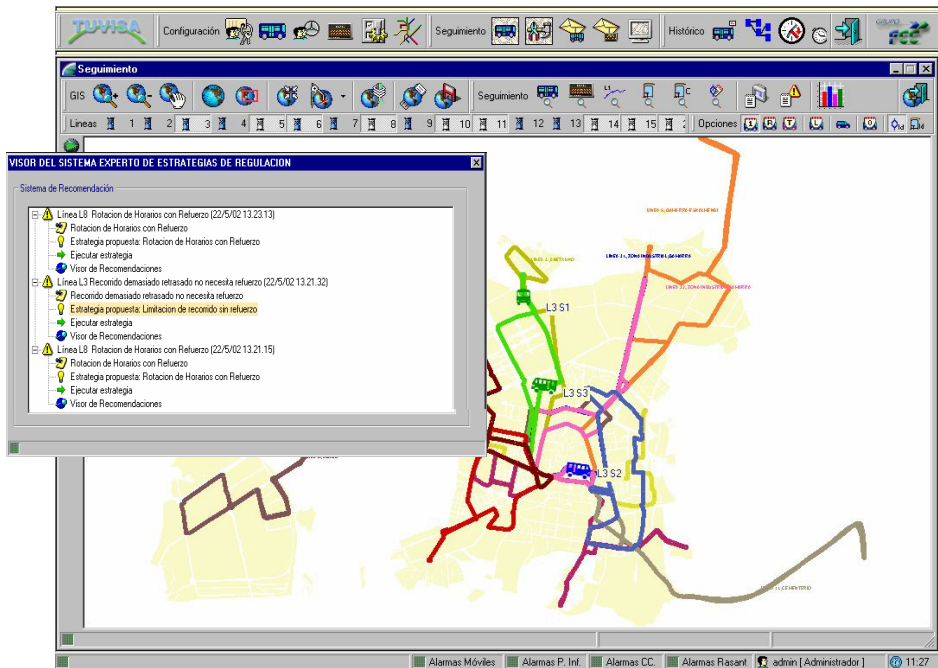 TUVISA Configuración Seguimiento Histórico GRUPO FCC
Seguimiento
GIS Seguimiento
Lineas 1 2 3 4 5 6 7 8 9 10 11 12 13 14 15 Opciones 1 R T L 0 Id Id
VISOR DEL SISTEMA EXPERTO DE ESTRATEGIAS DE REGULACION
Sistema de Recomendación
Línea L8 Rotacion de Horarios con Refuerzo (22/5/02 13.23.13)
Rotacion de Horarios con Refuerzo
Estrategia propuesta: Rotacion de Horarios con Refuerzo
Ejecutar estrategia
Visor de Recomendaciones
Línea L3 Recorrido demasiado retrasado no necesita refuerzo (22/5/02 13.21.32)
Recorrido demasiado retrasado no necesita refuerzo
Estrategia propuesta: Limitacion de recorrido sin refuerzo
Ejecutar estrategia
Visor de Recomendaciones
Línea L8 Rotacion de Horarios con Refuerzo (22/5/02 13.21.15)
Rotacion de Horarios con Refuerzo
Estrategia propuesta: Rotacion de Horarios con Refuerzo
Ejecutar estrategia
Visor de Recomendaciones
L3 S1
L3 S3
L3 S2
Alarmas Móviles Alarmas P. Inf. Alarmas CC. Alarmas Rasant admin [ Administrador ] 11:27